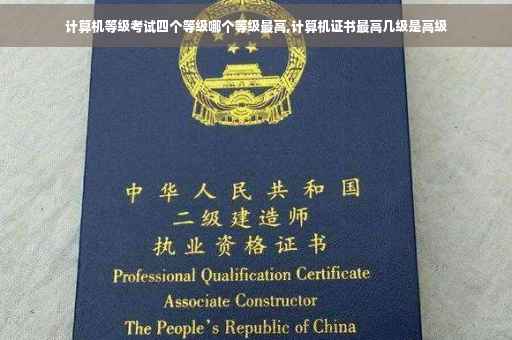 计算机等级考试四个等级哪个等级最高,计算机证书最高几级是高级
中华人民共和国
二级建造师
执业资格证书
Professional Qualification Certificate
Associate Constructor
The People's Republic of China